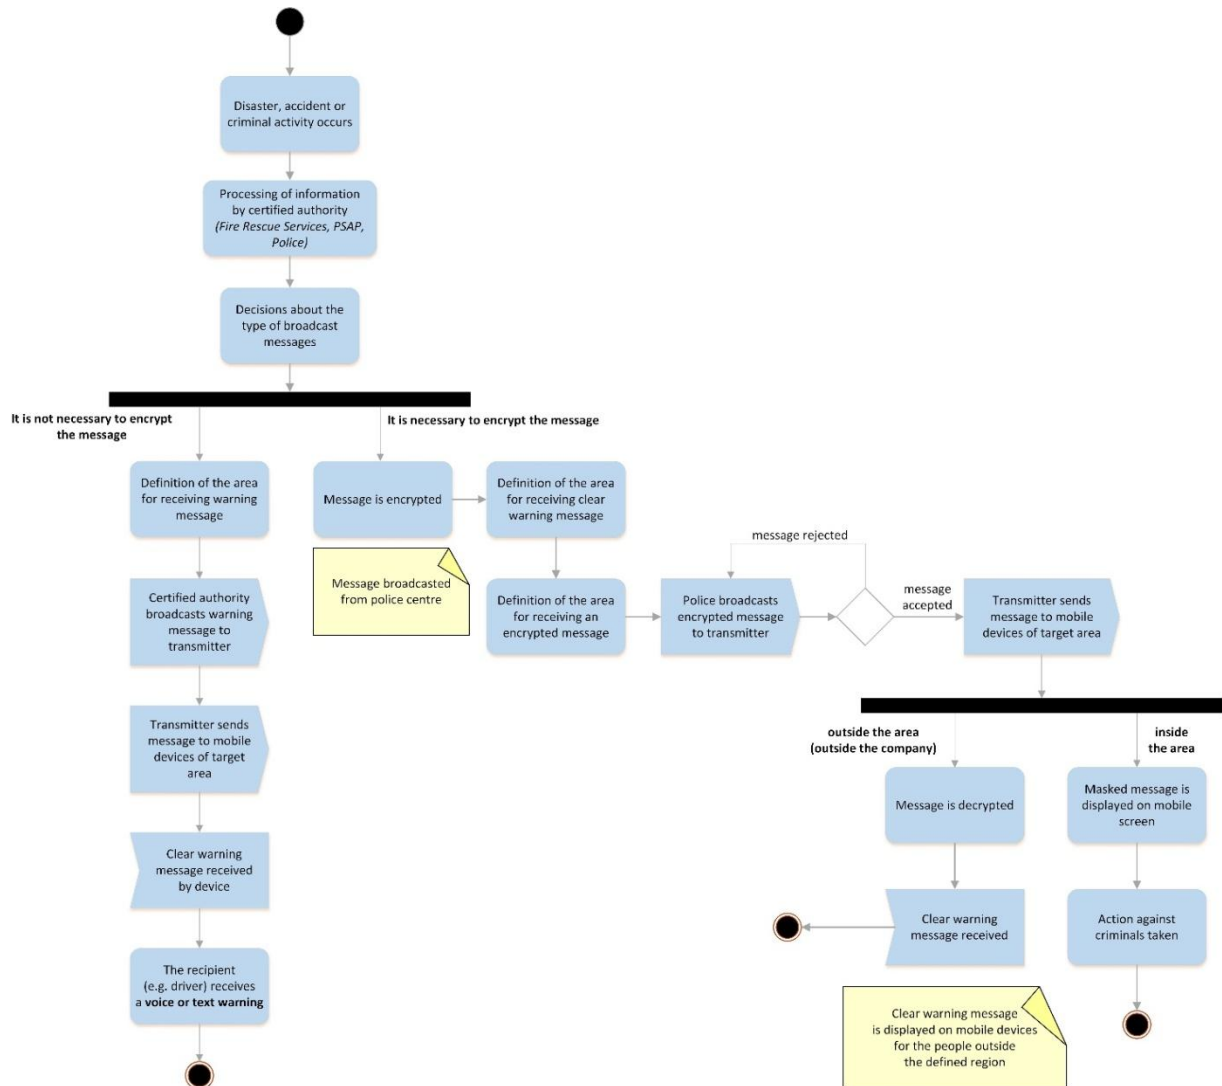 Disaster, accident or
criminal activity occurs
Processing of information
by certified authority
(Fire Rescue Services, PSAP,
Police)
Decisions about the
type of broadcast
messages
It is not necessary to encrypt
the message
It is necessary to encrypt the message
Definition of the area
for receiving warning
message
Message is encrypted
Definition of the area
for receiving clear
warning message
Message broadcasted
from police centre
Definition of the area
for receiving an
encrypted message
message rejected
Police broadcasts
encrypted message
to transmitter
message
accepted
Transmitter sends
message to mobile
devices of target area
Certified authority
broadcasts warning
message to
transmitter
Transmitter sends
message to mobile
devices of target
area
Clear warning
message received
by device
The recipient
(e.g. driver) receives
a voice or text warning
outside the area
(outside the company)
inside
the area
Message is decrypted
Masked message is
displayed on mobile
screen
Clear warning
message received
Action against
criminals taken
Clear warning message
is displayed on mobile devices
for the people outside
the defined region